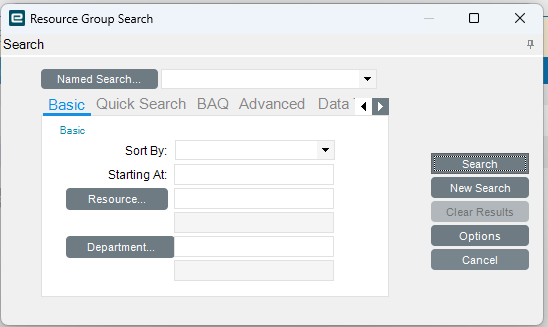 Resource Group Search
Search
Named Search...
Basic Quick Search BAQ Advanced Data
Basic
Sort By:
Starting At:
Resource...
Department...
Search
New Search
Clear Results
Options
Cancel